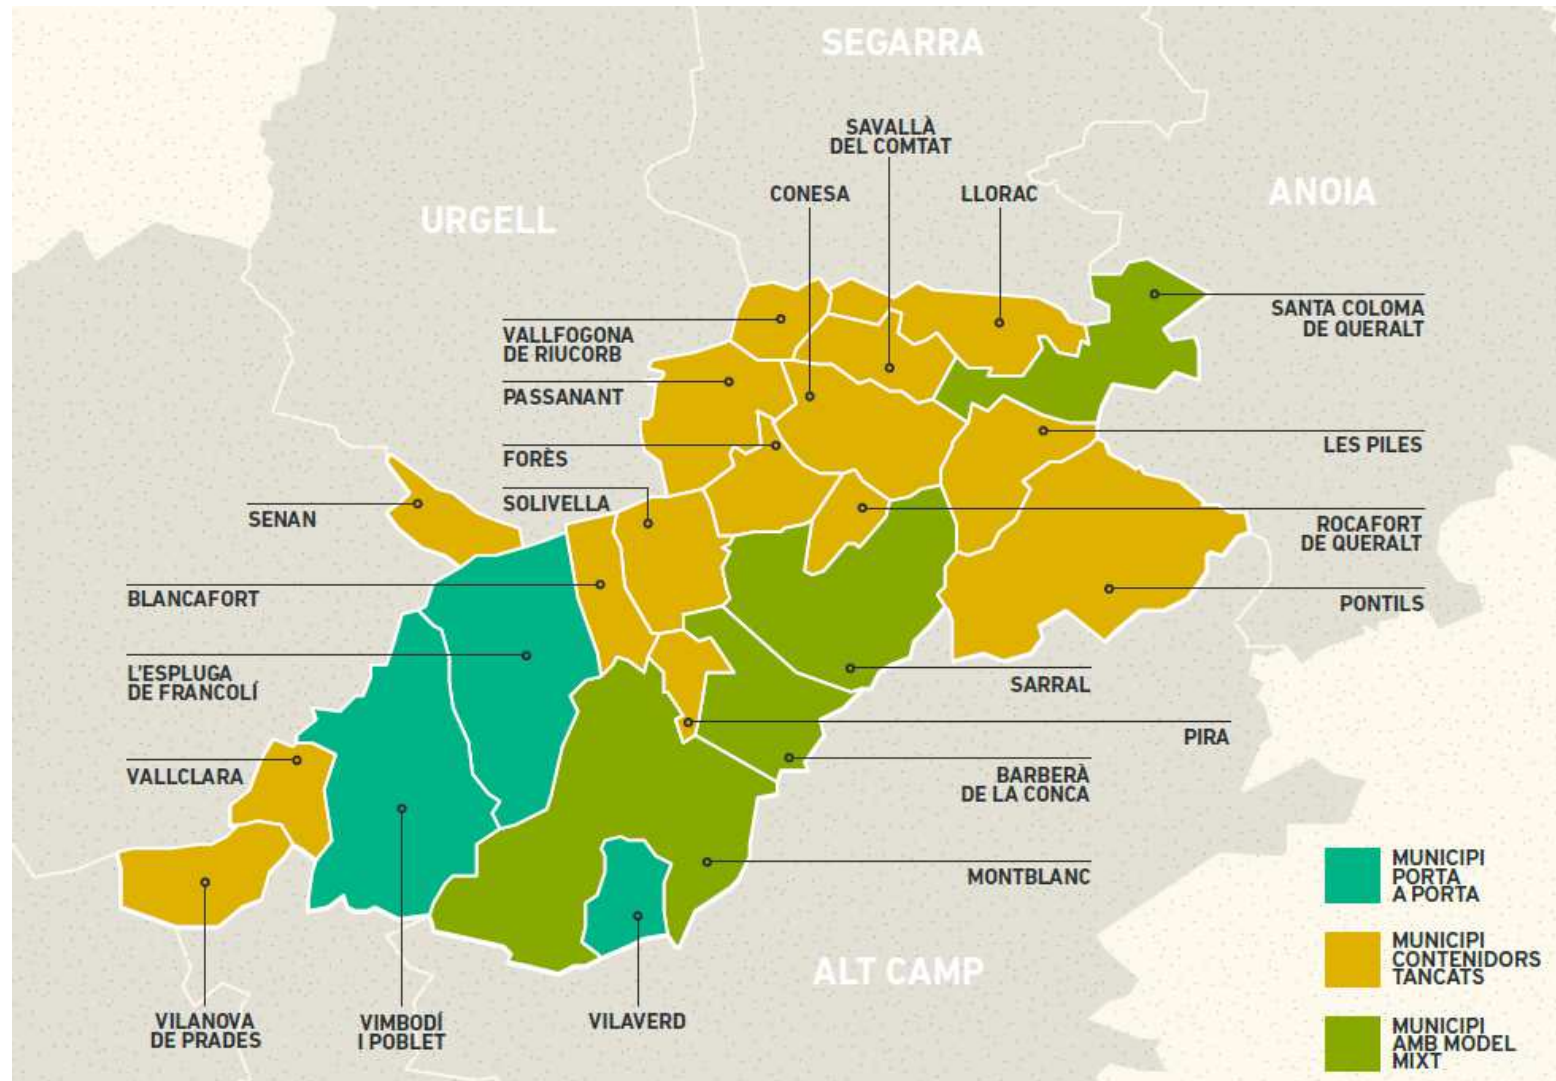 SEGARRA
SAVALLÀ
DEL COMTAT
CONESA
LLORAC
ANOIA
URGELL
SANTA COLOMA
DE QUERALT
VALLFOGONA
DE RIUCORB
PASSANANT
LES PILES
FORÈS
SOLIVELLA
SENAN
ROCAFORT
DE QUERALT
BLANCAFORT
PONTILS
L'ESPLUGA
DE FRANCOLÍ
SARRAL
PIRA
VALLCLARA
BARBERÀ
DE LA CONCA
MONTBLANC
ALT CAMP
VILANOVA
DE PRADES
VIMBODÍ
I POBLET
VILAVERD
MUNICIPI
PORTA
A PORTA
MUNICIPI
CONTENIDORS
TANCATS
MUNICIPI
AMB MODEL
MIXT